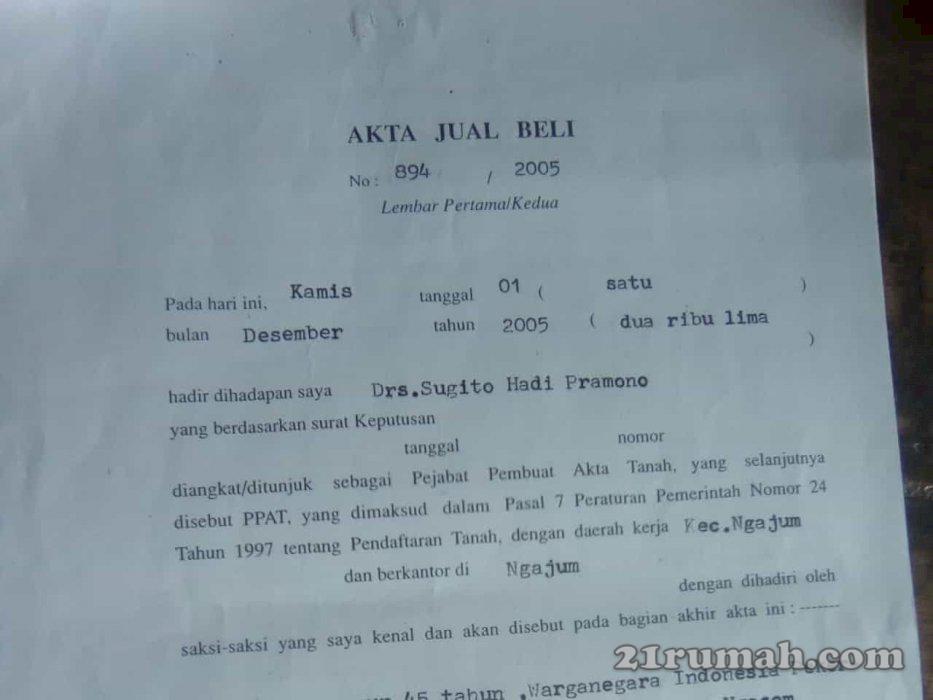 AKTA JUAL BELI
No : 894 / 2005
Lembar Pertama/Kedua
Pada hari ini, Kamis tanggal 01 ( satu )
bulan Desember tahun 2005 ( dua ribu lima
)
hadir dihadapan saya Drs.Sugito Hadi Pramono
yang berdasarkan surat Keputusan
tanggal nomor
diangkat/ditunjuk sebagai Pejabat Pembuat Akta Tanah, yang selanjutnya
disebut PPAT, yang dimaksud dalam Pasal 7 Peraturan Pemerintah Nomor 24
Tahun 1997 tentang Pendaftaran Tanah, dengan daerah kerja Kec.Ngajum
dan berkantor di Ngajum
dengan dihadiri oleh
saksi-saksi yang saya kenal dan akan disebut pada bagian akhir akta ini : -------
21rumah.com
45 tahun ,Warganegara Indonesia